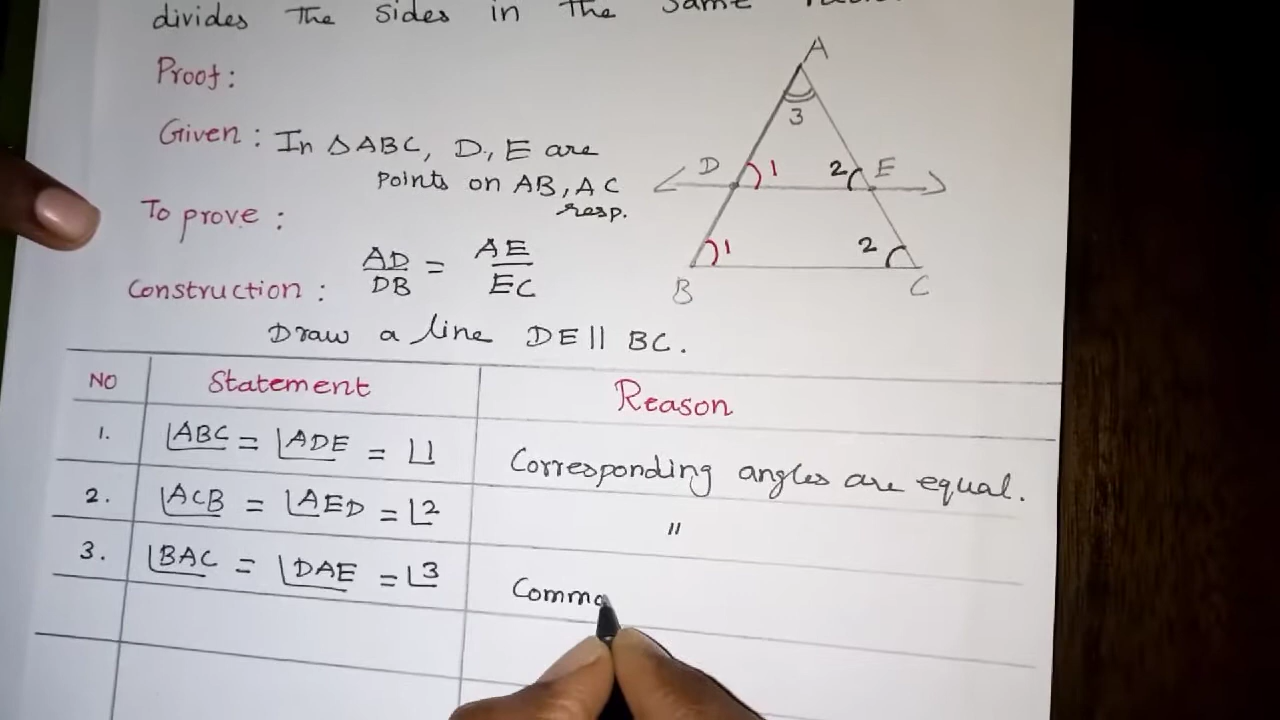 divides the sides in the same
Proof:
Given: In ΔABC, D, E are
points on AB, AC
resp.
To prove:
AD/DB = AE/EC
Construction:
Draw a line DE || BC.
A
3
D 1 2 E
1 2
B C
NO Statement Reason
1. ∠ABC = ∠ADE = ∠1 Corresponding angles are equal.
2. ∠ACB = ∠AED = ∠2 "
3. ∠BAC = ∠DAE = ∠3 Commo